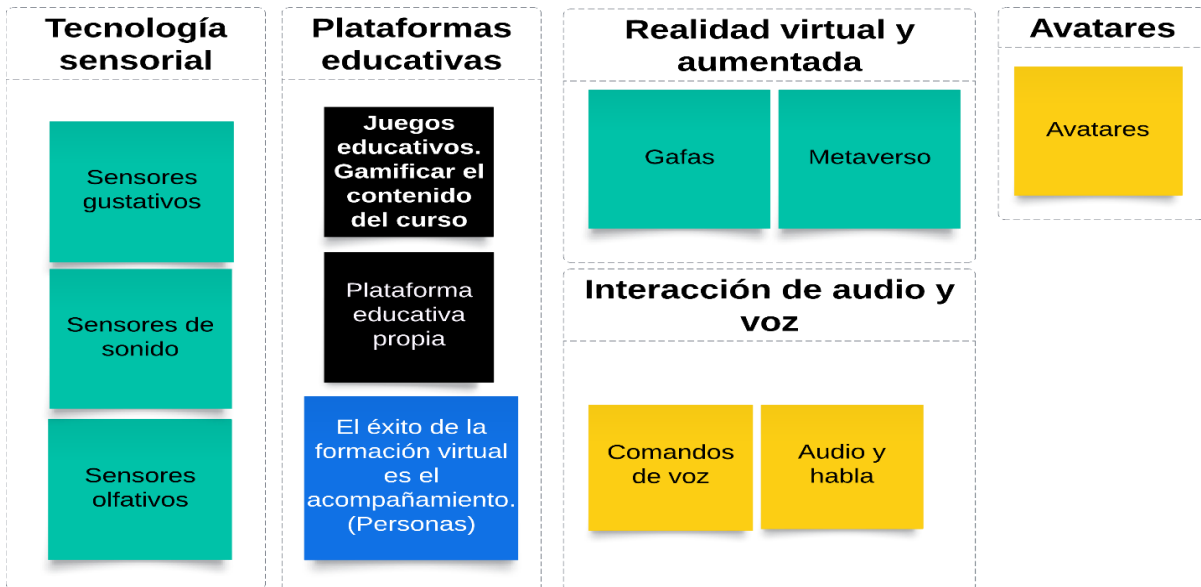 Tecnología
sensorial
Sensores
gustativos
Sensores de
sonido
Sensores
olfativos
Plataformas
educativas
Juegos
educativos.
Gamificar el
contenido
del curso
Plataforma
educativa
propia
El éxito de la
formación virtual
es el
acompañamiento.
(Personas)
Realidad virtual y
aumentada
Gafas
Metaverso
Interacción de audio y
voz
Comandos
de voz
Audio y
habla
Avatares
Avatares